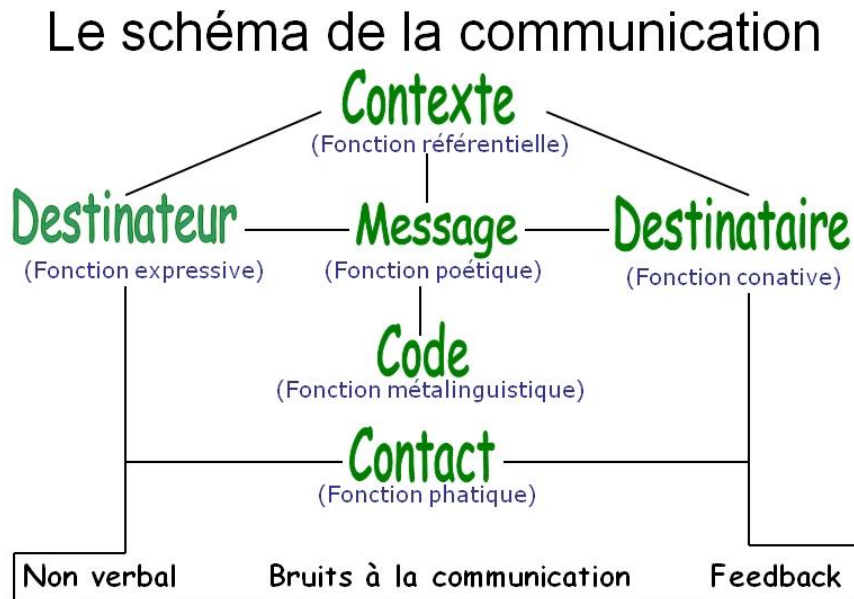 Le schéma de la communication
Contexte
(Fonction référentielle)
Destinateur Message Destinataire
(Fonction expressive) (Fonction poétique) (Fonction conative)
Code
(Fonction métalinguistique)
Contact
(Fonction phatique)
Non verbal Bruits à la communication Feedback